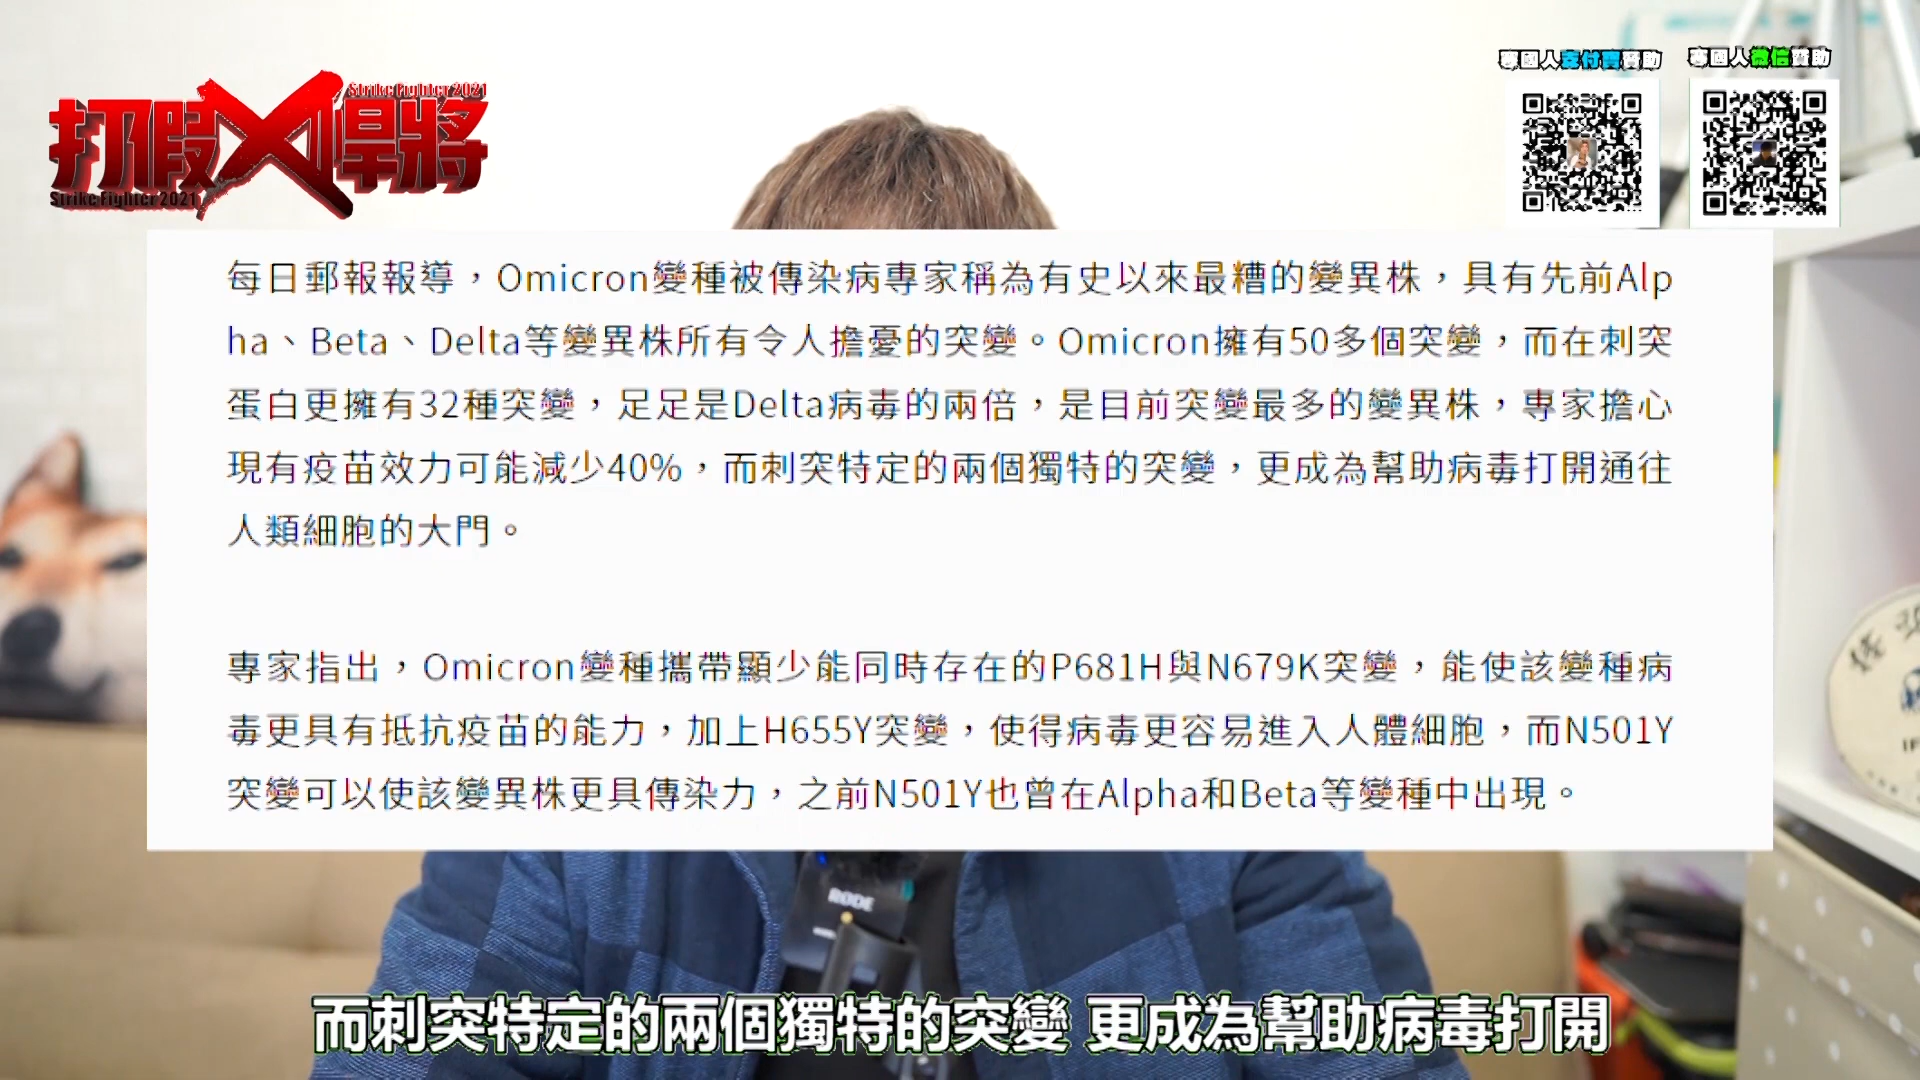 打假悍將
Strike Fighter 2021
Strike Fighter 2021
專國人支付寶贊助
專國人微信贊助
每日郵報報導，Omicron變種被傳染病專家稱為有史以來最糟的變異株，具有先前Alp
ha、Beta、Delta等變異株所有令人擔憂的突變。Omicron擁有50多個突變，而在刺突
蛋白更擁有32種突變，足足是Delta病毒的兩倍，是目前突變最多的變異株，專家擔心
現有疫苗效力可能減少40%，而刺突特定的兩個獨特的突變，更成為幫助病毒打開通往
人類細胞的大門。
專家指出，Omicron變種攜帶顯少能同時存在的P681H與N679K突變，能使該變種病
毒更具有抵抗疫苗的能力，加上H655Y突變，使得病毒更容易進入人體細胞，而N501Y
突變可以使該變異株更具傳染力，之前N501Y也曾在Alpha和Beta等變種中出現。
RODE
而刺突特定的兩個獨特的突變 更成為幫助病毒打開